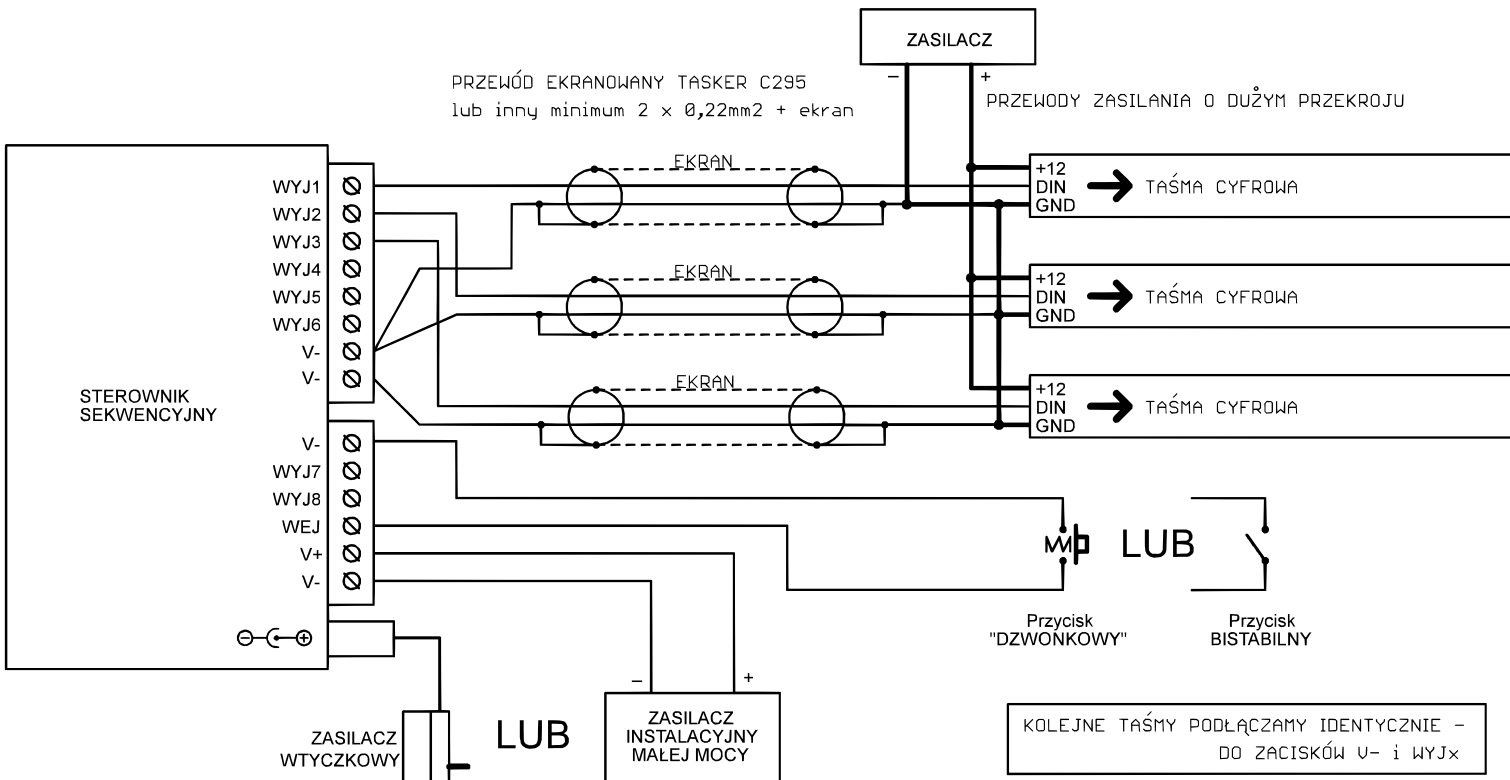 ZASILACZ
– +
PRZEWÓD EKRANOWANY TASKER C295
lub inny minimum 2 x 0,22mm2 + ekran
PRZEWODY ZASILANIA O DUŻYM PRZEKROJU
EKRAN
+12
DIN
GND
TAŚMA CYFROWA
EKRAN
+12
DIN
GND
TAŚMA CYFROWA
EKRAN
+12
DIN
GND
TAŚMA CYFROWA
STEROWNIK
SEKWENCYJNY
WYJ1
WYJ2
WYJ3
WYJ4
WYJ5
WYJ6
V-
V-
V-
WYJ7
WYJ8
WEJ
V+
V-
LUB
Przycisk
"DZWONKOWY"
Przycisk
BISTABILNY
– +
ZASILACZ
WTYCZKOWY
LUB
ZASILACZ
INSTALACYJNY
MAŁEJ MOCY
KOLEJNE TAŚMY PODŁĄCZAMY IDENTYCZNIE –
DO ZACISKÓW V- i WYJx